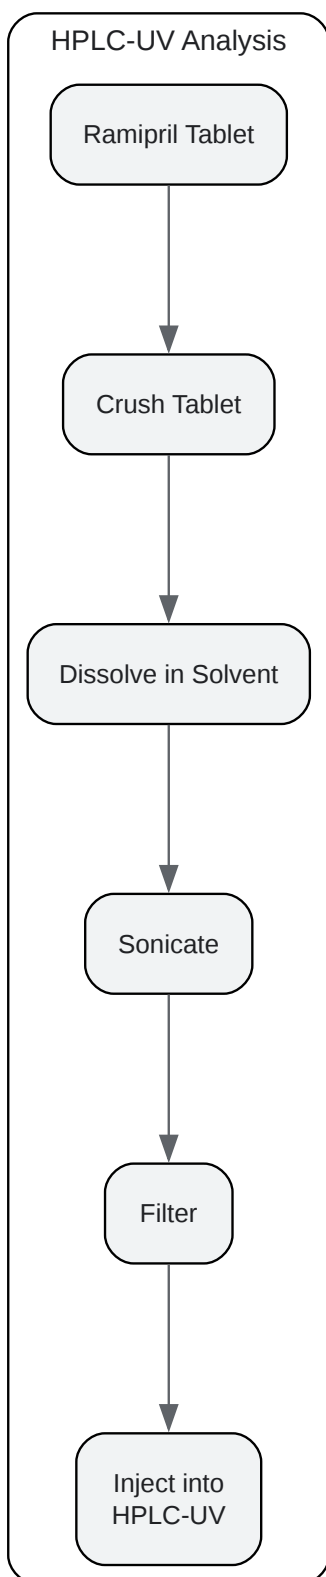 HPLC-UV Analysis
Ramipril Tablet
Crush Tablet
Dissolve in Solvent
Sonicate
Filter
Inject into
HPLC-UV